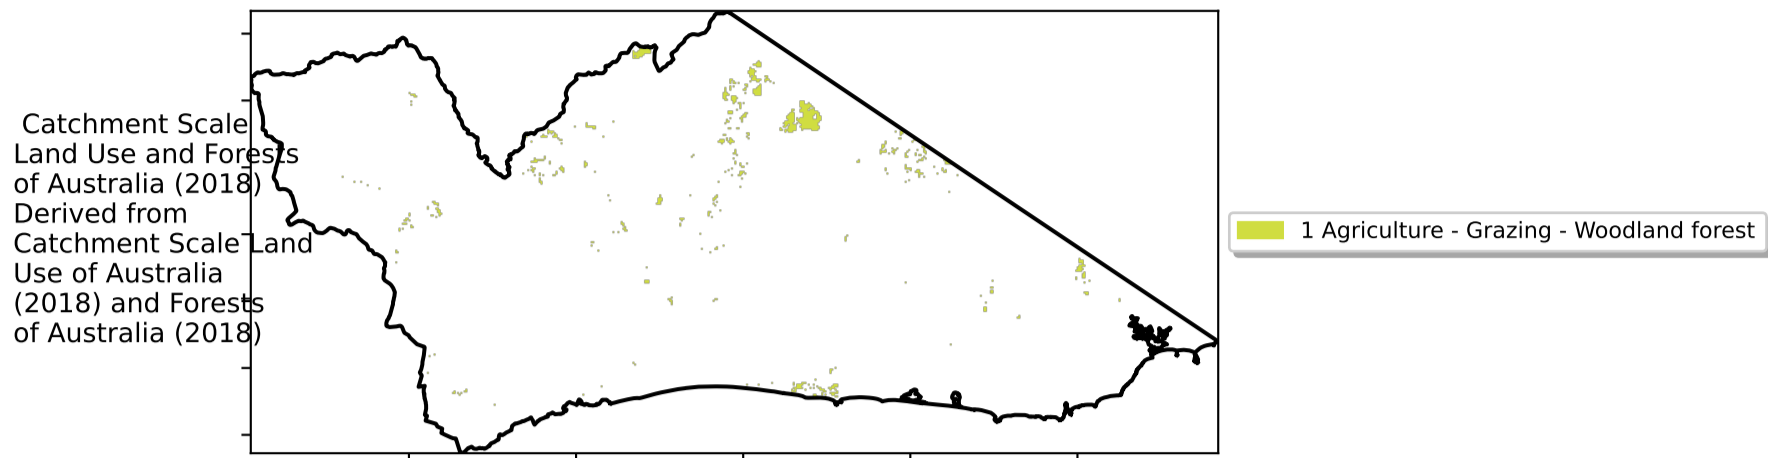 Catchment Scale
Land Use and Forests
of Australia (2018)
Derived from
Catchment Scale Land
Use of Australia
(2018) and Forests
of Australia (2018)
1 Agriculture - Grazing - Woodland forest